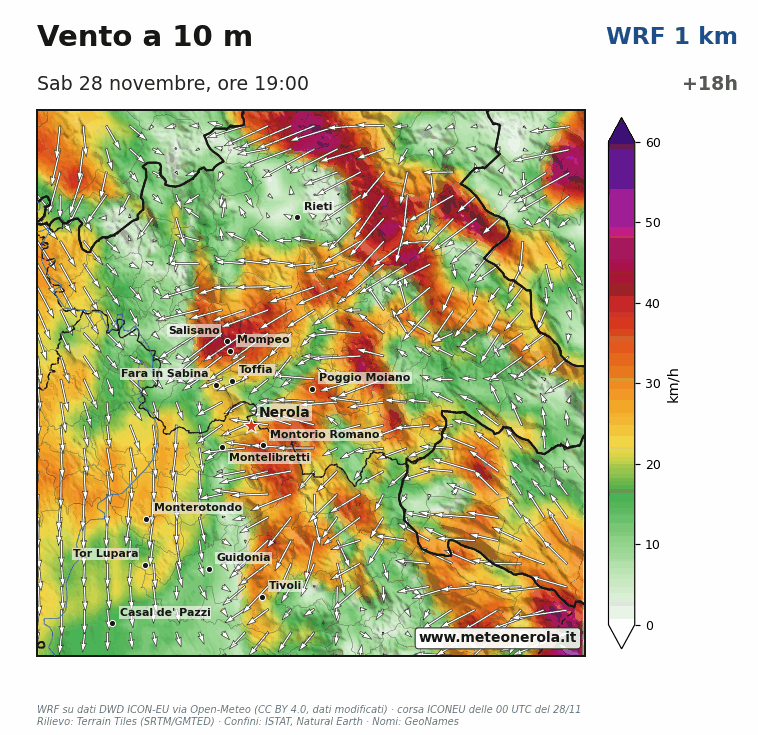 Vento a 10 m
WRF 1 km
Sab 28 novembre, ore 19:00
+18h
Rieti
Salisano
Mompeo
Fara in Sabina
Toffia
Poggio Moiano
Nerola
Montorio Romano
Montelibretti
Monterotondo
Tor Lupara
Guidonia
Tivoli
Casal de' Pazzi
www.meteonerola.it
60
50
40
30
20
10
0
km/h
WRF su dati DWD ICON-EU via Open-Meteo (CC BY 4.0, dati modificati) · corsa ICONEU delle 00 UTC del 28/11
Rilievo: Terrain Tiles (SRTM/GMTED) · Confini: ISTAT, Natural Earth · Nomi: GeoNames